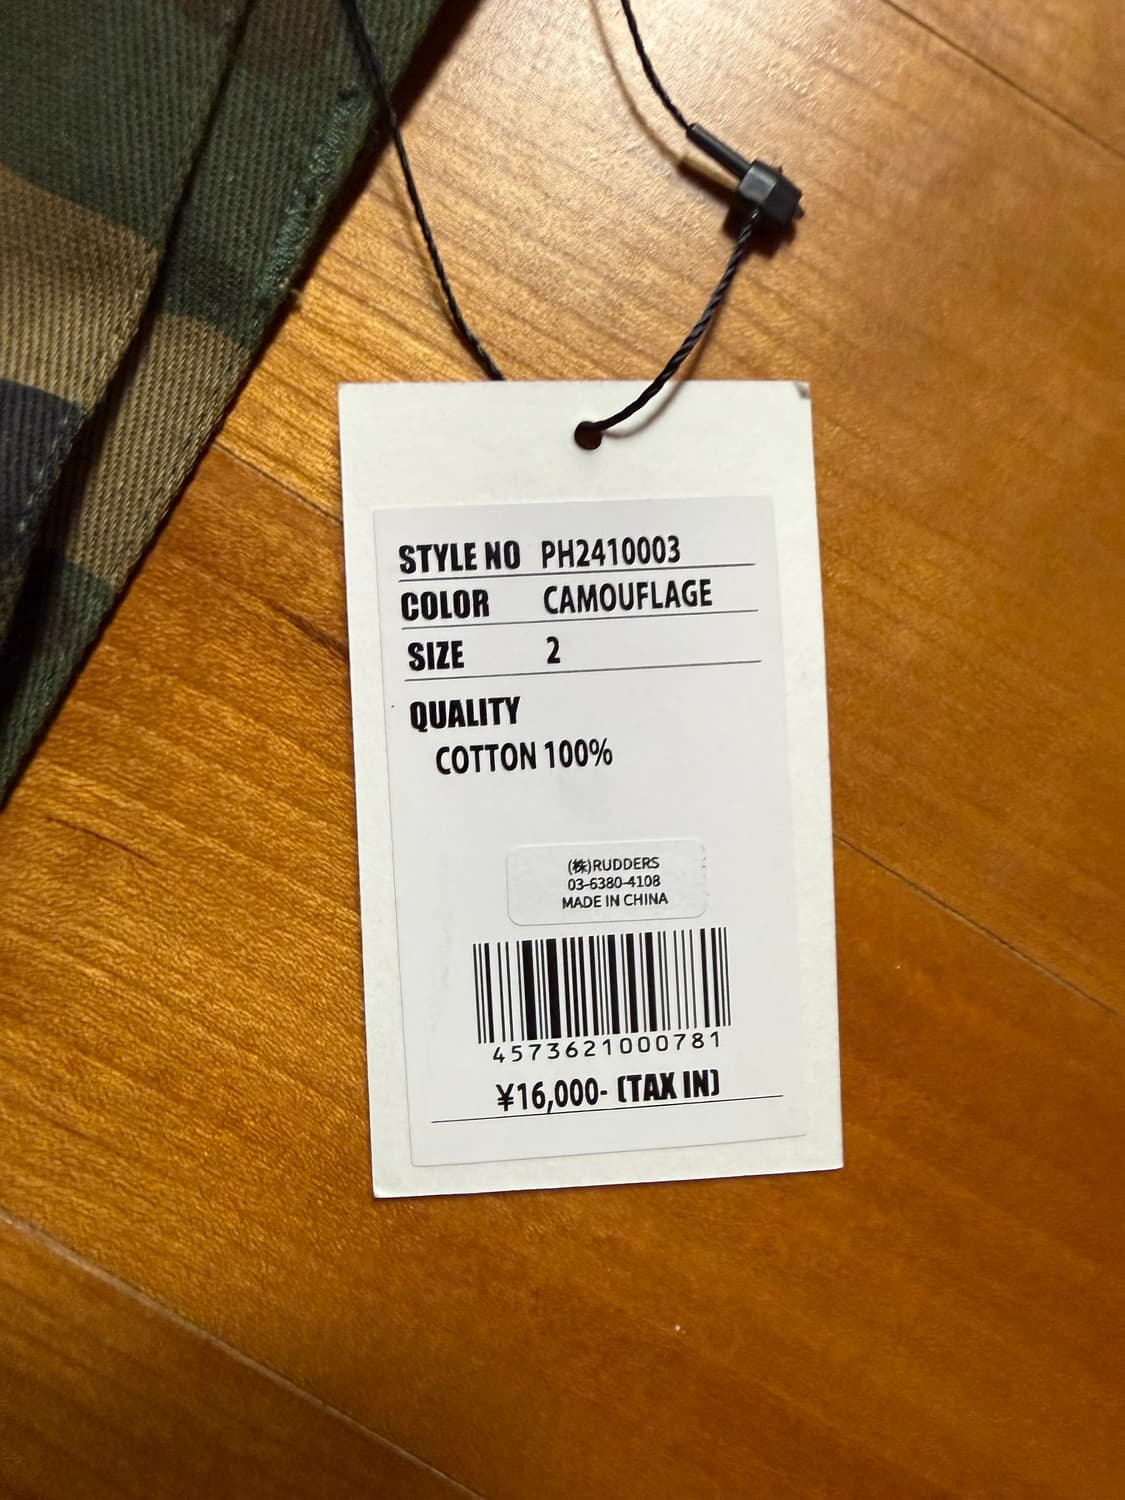 STYLE NO PH2410003
COLOR CAMOUFLAGE
SIZE 2
QUALITY
COTTON 100%
(株)RUDDERS
03-6380-4108
MADE IN CHINA
4573621000781
¥16,000- (TAX IN)